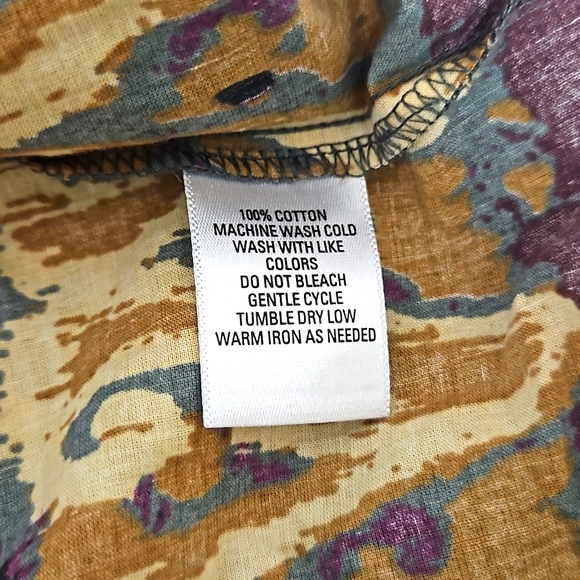 100% COTTON
MACHINE WASH COLD
WASH WITH LIKE
COLORS
DO NOT BLEACH
GENTLE CYCLE
TUMBLE DRY LOW
WARM IRON AS NEEDED